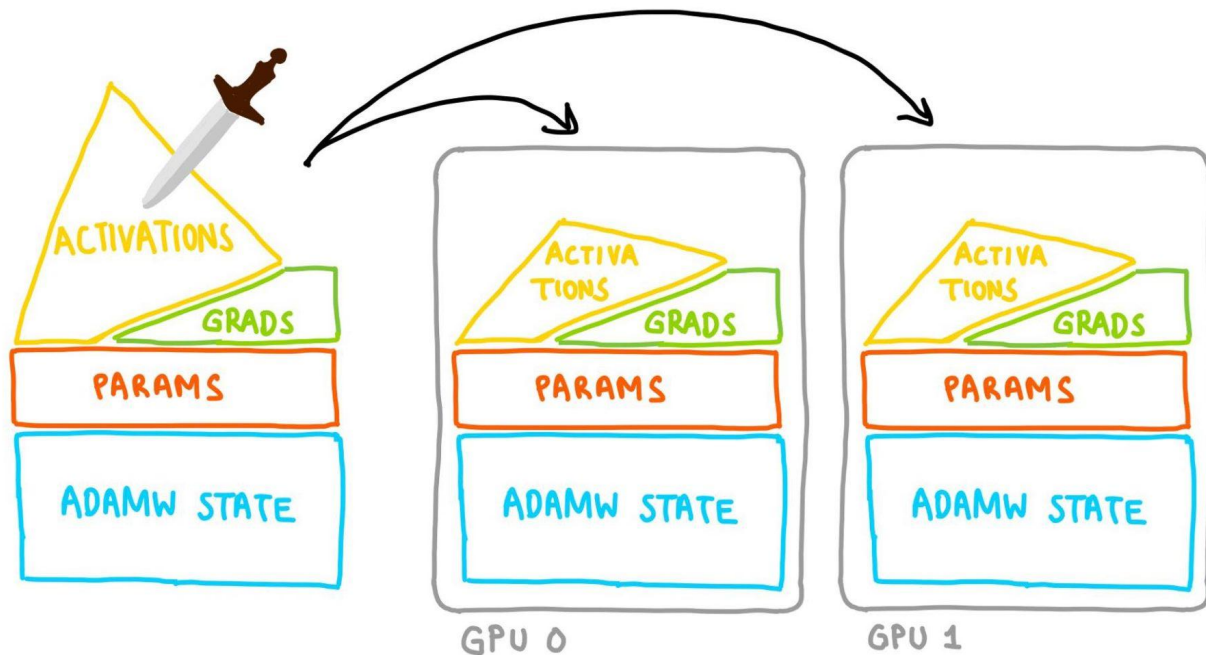 ACTIVATIONS
GRADS
PARAMS
ADAMW STATE
ACTIVA
TIONS
GRADS
PARAMS
ADAMW STATE
GPU 0
ACTIVA
TIONS
GRADS
PARAMS
ADAMW STATE
GPU 1